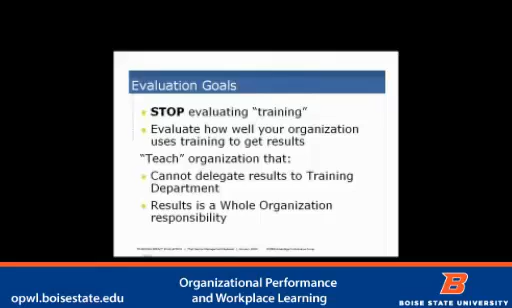 Evaluation Goals
STOP evaluating “training”
Evaluate how well your organization
uses training to get results
“Teach” organization that:
Cannot delegate results to Training
Department
Results is a Whole Organization
responsibility
opwl.boisestate.edu
Organizational Performance
and Workplace Learning
B
BOISE STATE UNIVERSITY